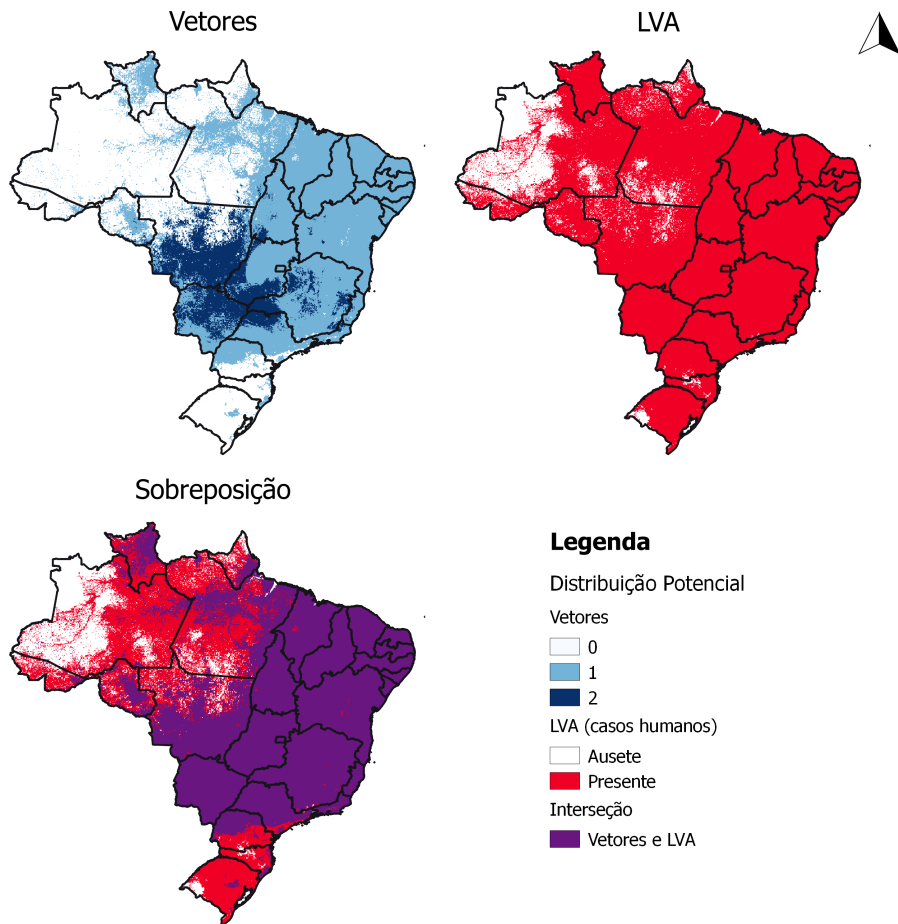 Vetores
LVA
Sobreposição
Legenda
Distribuição Potencial
Vetores
0
1
2
LVA (casos humanos)
Ausete
Presente
Interseção
Vetores e LVA